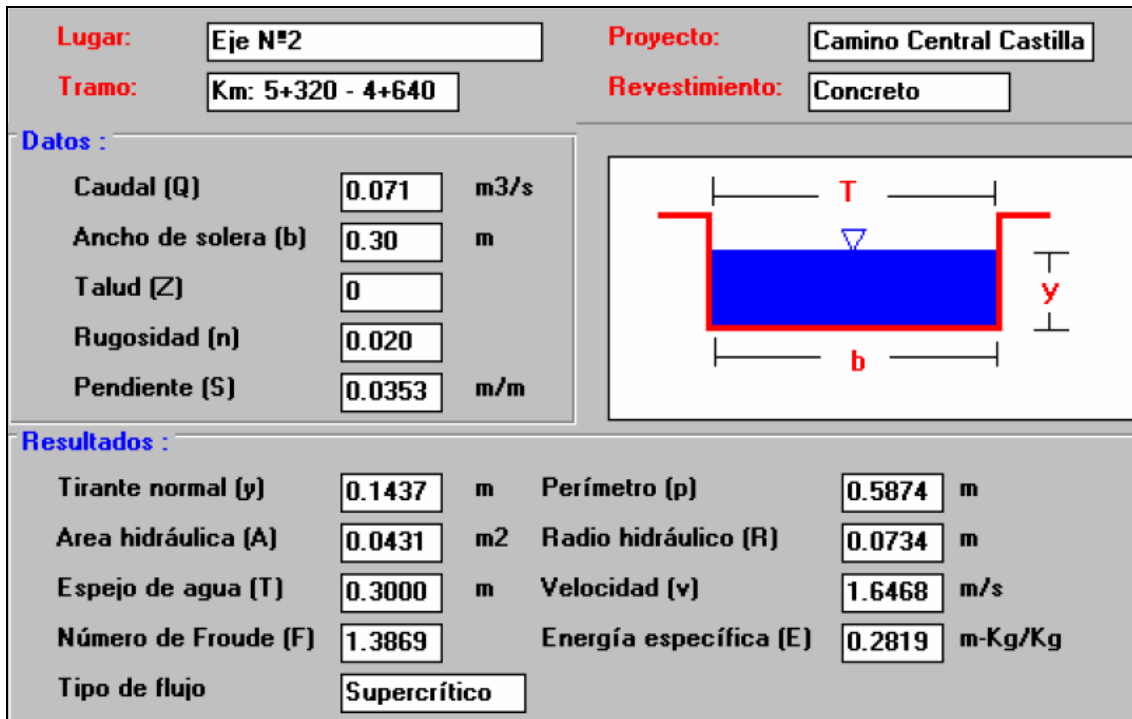 Lugar: Eje Nº2 Proyecto: Camino Central Castilla
Tramo: Km: 5+320 - 4+640 Revestimiento: Concreto
Datos :
Caudal (Q) 0.071 m3/s
Ancho de solera (b) 0.30 m
Talud (Z) 0
Rugosidad (n) 0.020
Pendiente (S) 0.0353 m/m
T
y
b
Resultados :
Tirante normal (y) 0.1437 m Perímetro (p) 0.5874 m
Area hidráulica (A) 0.0431 m2 Radio hidráulico (R) 0.0734 m
Espejo de agua (T) 0.3000 m Velocidad (v) 1.6468 m/s
Número de Froude (F) 1.3869 Energía específica (E) 0.2819 m-Kg/Kg
Tipo de flujo Supercrítico